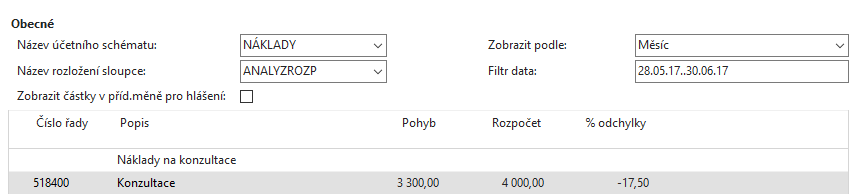 Obecné
Název účetního schématu: NÁKLADY Zobrazit podle: Měsíc
Název rozložení sloupce: ANALYZROZP Filtr data: 28.05.17..30.06.17
Zobrazit částky v příd.měně pro hlášení:
Číslo řady Popis Pohyb Rozpočet % odchylky
Náklady na konzultace
518400 Konzultace 3 300,00 4 000,00 -17,50